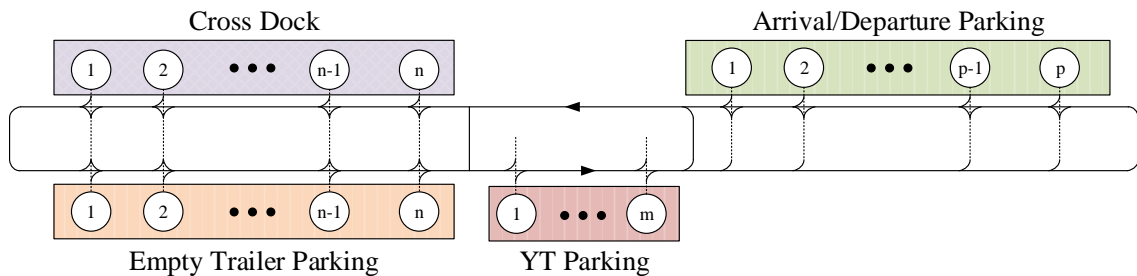 Cross Dock
Arrival/Departure Parking
1 2 ••• n-1 n
1 2 ••• p-1 p
1 2 ••• n-1 n
1 ••• m
Empty Trailer Parking
YT Parking